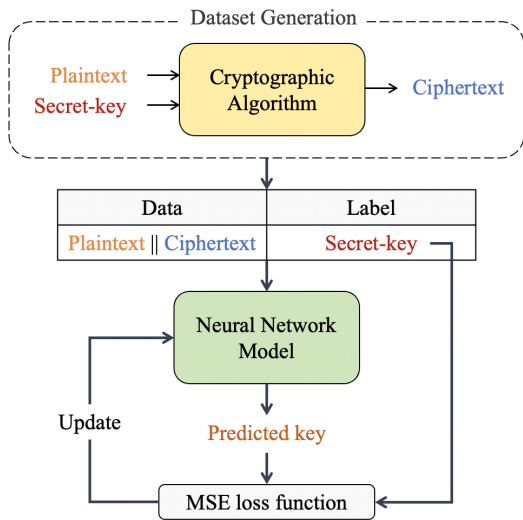 Dataset Generation
Plaintext
Secret-key
Cryptographic
Algorithm
Ciphertext
Data
Label
Plaintext || Ciphertext
Secret-key
Neural Network
Model
Update
Predicted key
MSE loss function